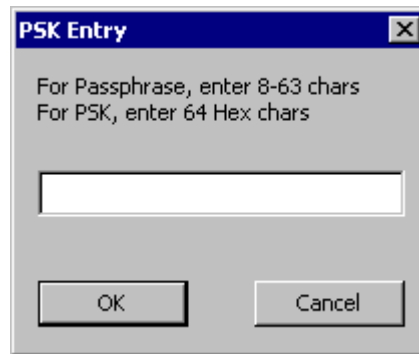 PSK Entry
For Passphrase, enter 8-63 chars
For PSK, enter 64 Hex chars
OK
Cancel